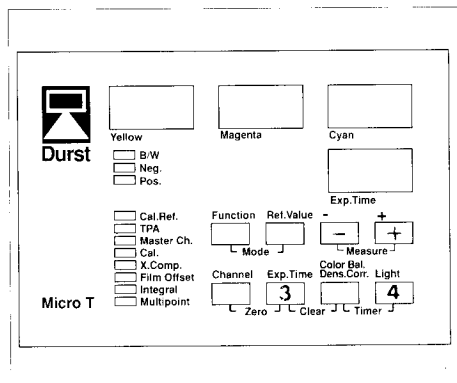 Durst
Yellow
Magenta
Cyan
B/W
Neg.
Pos.
Exp.Time
Cal.Ref.
TPA
Master Ch.
Cal.
X.Comp.
Film Offset
Integral
Multipoint
Function
Ref.Value
- +
- +
Mode
Measure
Channel
Exp.Time
Color Bal.
Dens.Corr.
Light
3
4
Zero
Clear
Timer
Micro T